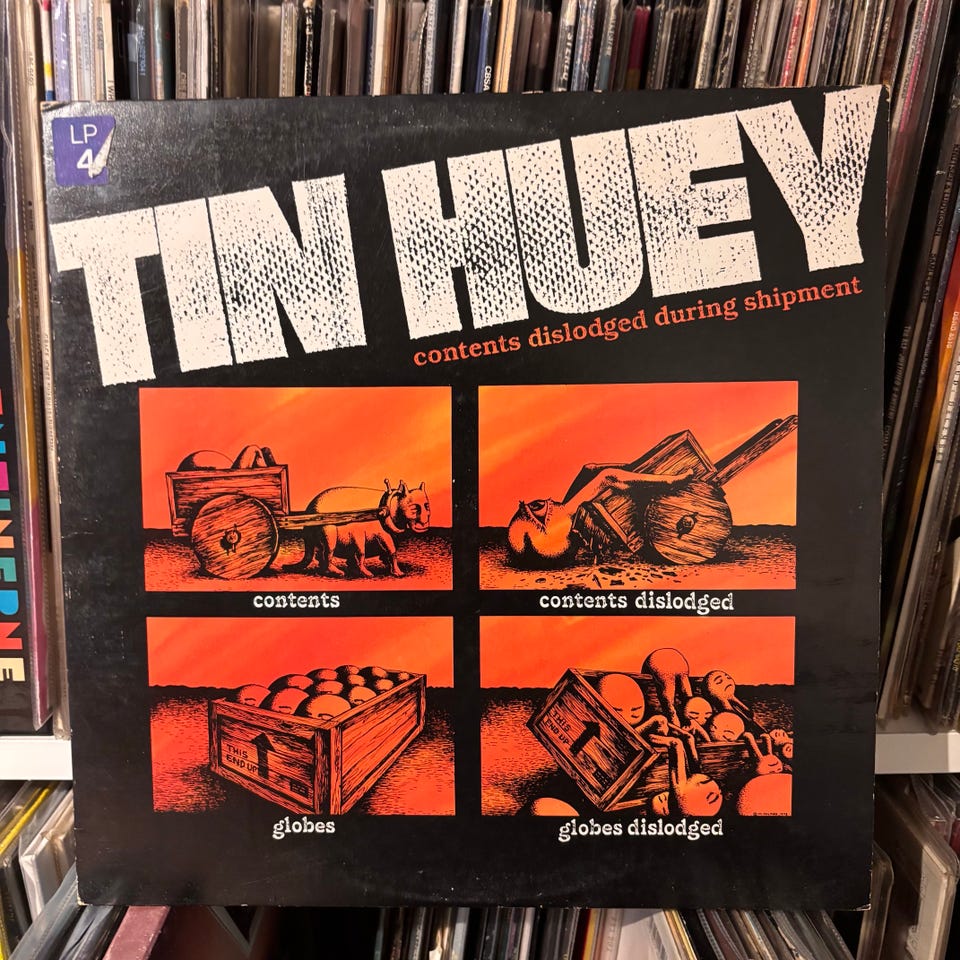 LP
4
TIN HUEY
contents dislodged during shipment
contents
contents dislodged
THIS
END UP
globes
THIS
END UP
globes dislodged
CBSA